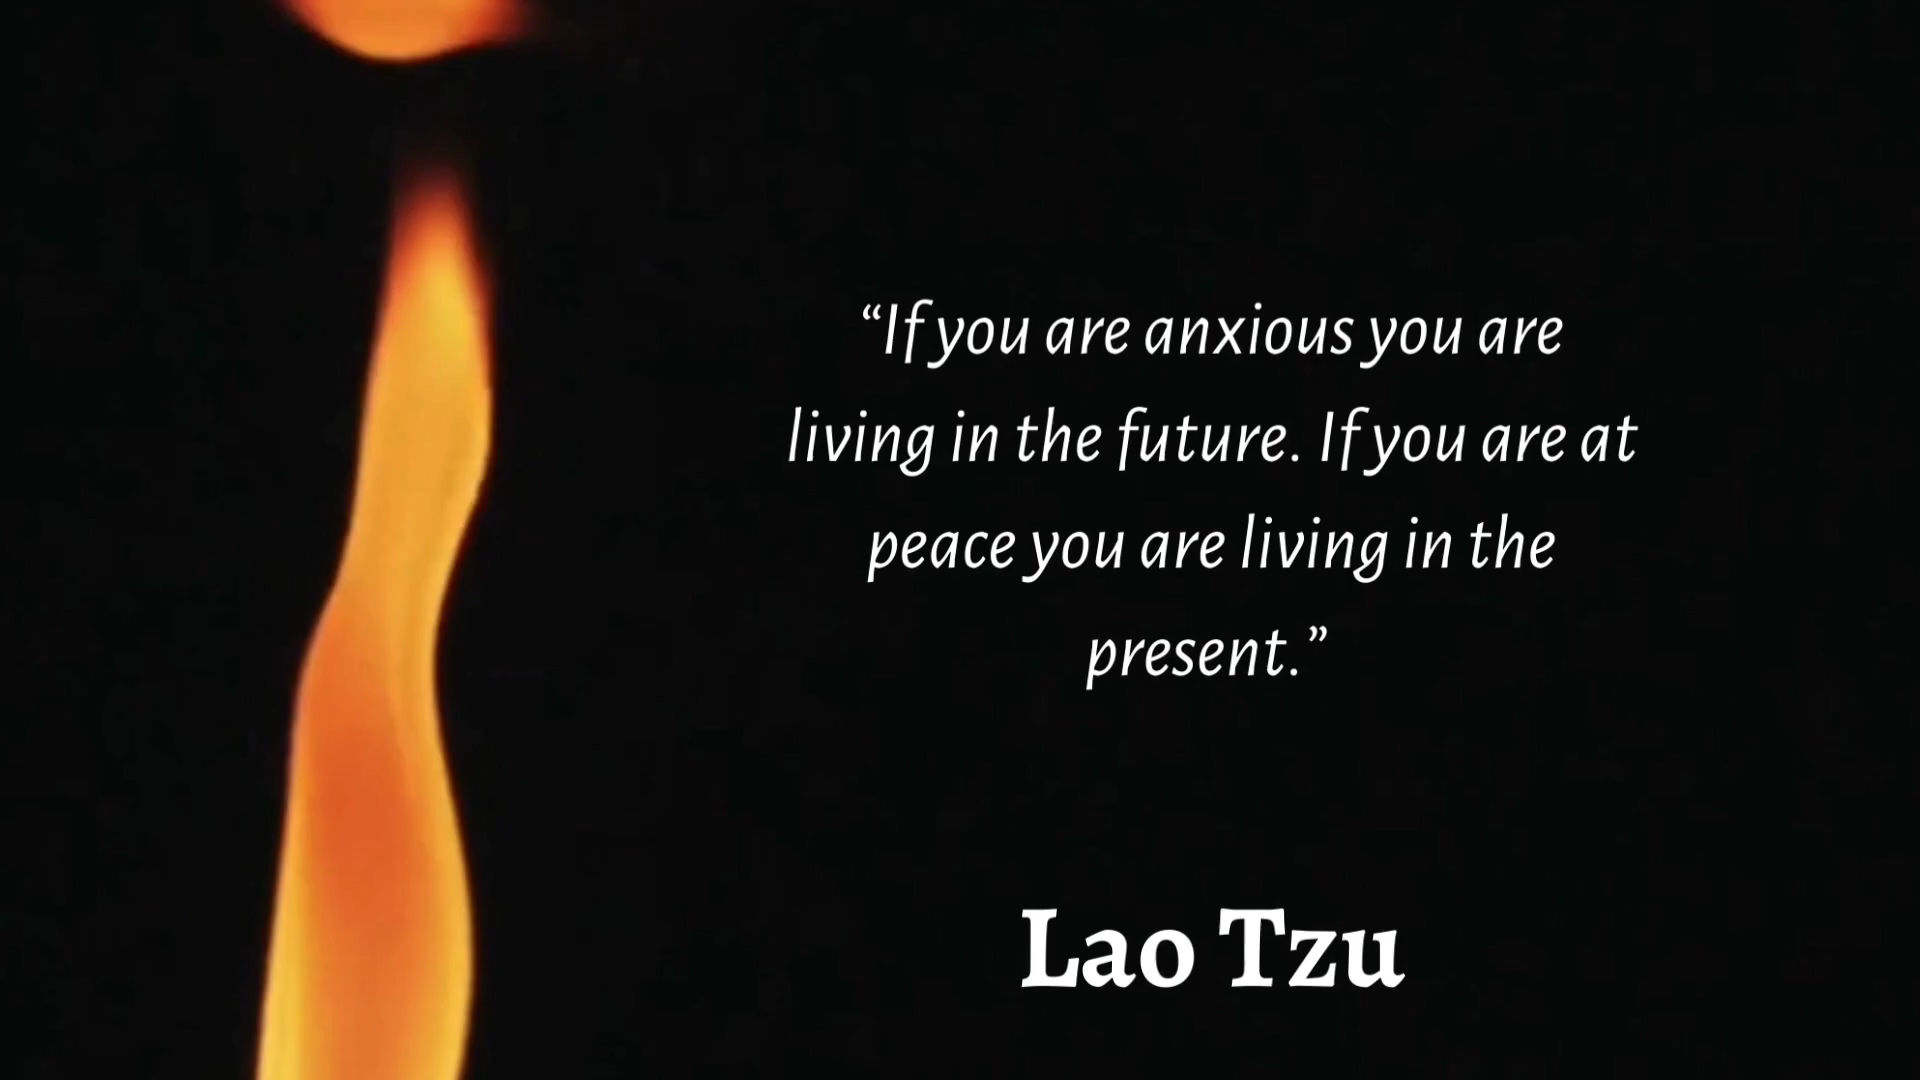 “If you are anxious you are
living in the future. If you are at
peace you are living in the
present.”
Lao Tzu